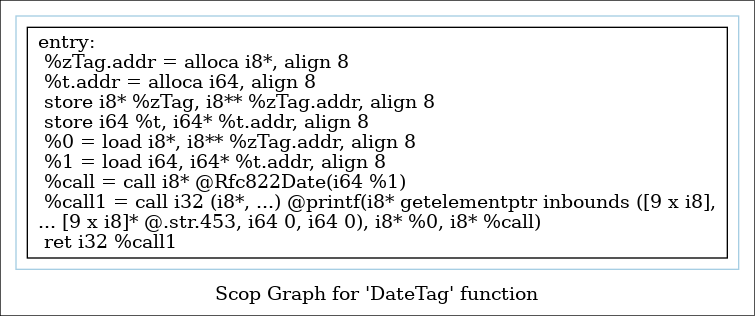 entry:
%zTag.addr = alloca i8*, align 8
%t.addr = alloca i64, align 8
store i8* %zTag, i8** %zTag.addr, align 8
store i64 %t, i64* %t.addr, align 8
%0 = load i8*, i8** %zTag.addr, align 8
%1 = load i64, i64* %t.addr, align 8
%call = call i8* @Rfc822Date(i64 %1)
%call1 = call i32 (i8*, ...) @printf(i8* getelementptr inbounds ([9 x i8],
... [9 x i8]* @.str.453, i64 0, i64 0), i8* %0, i8* %call)
ret i32 %call1
Scop Graph for 'DateTag' function